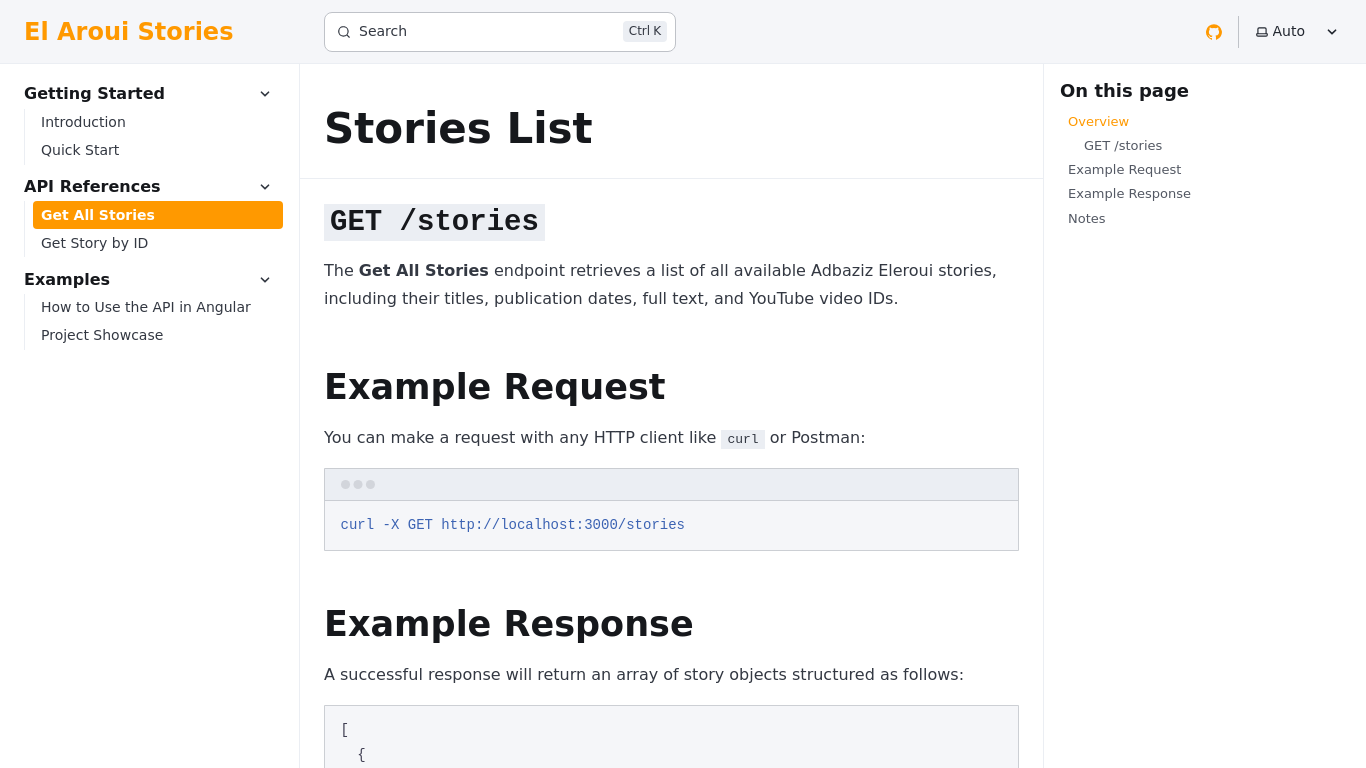 El Aroui Stories
Search
Ctrl K
Auto
Getting Started
Introduction
Quick Start
API References
Get All Stories
Get Story by ID
Examples
How to Use the API in Angular
Project Showcase
Stories List
GET /stories
The Get All Stories endpoint retrieves a list of all available Adbaziz Eleroui stories,
including their titles, publication dates, full text, and YouTube video IDs.
Example Request
You can make a request with any HTTP client like curl or Postman:
curl -X GET http://localhost:3000/stories
Example Response
A successful response will return an array of story objects structured as follows:
[
{
On this page
Overview
GET /stories
Example Request
Example Response
Notes